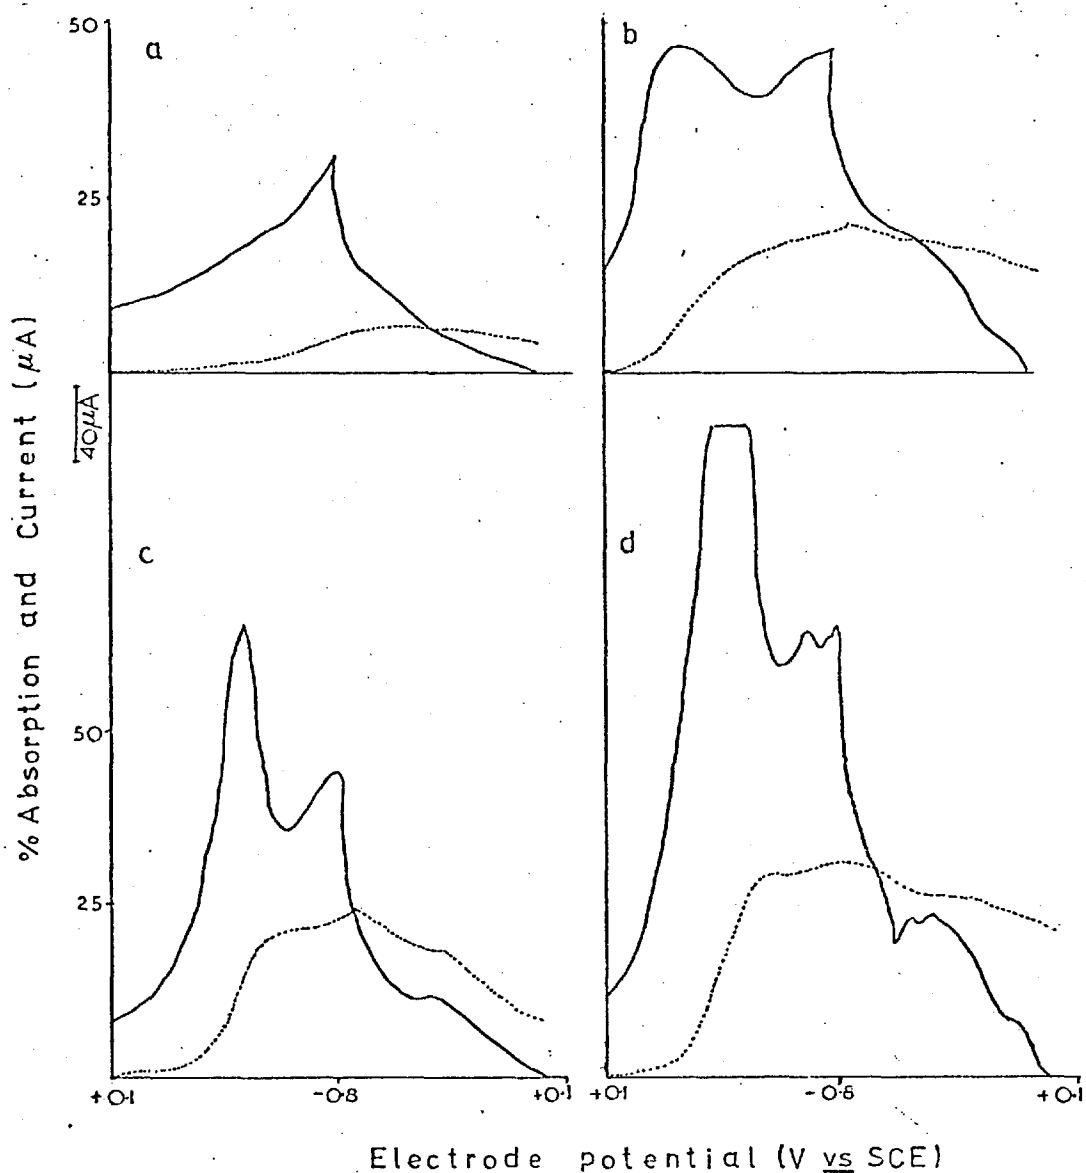 50
a
b
25
40μA
c
d
50
25
% Absorption and Current (μA)
+0.1 -0.8 +0.1 +0.1 -0.8 +0.1
Electrode potential (V vs SCE)